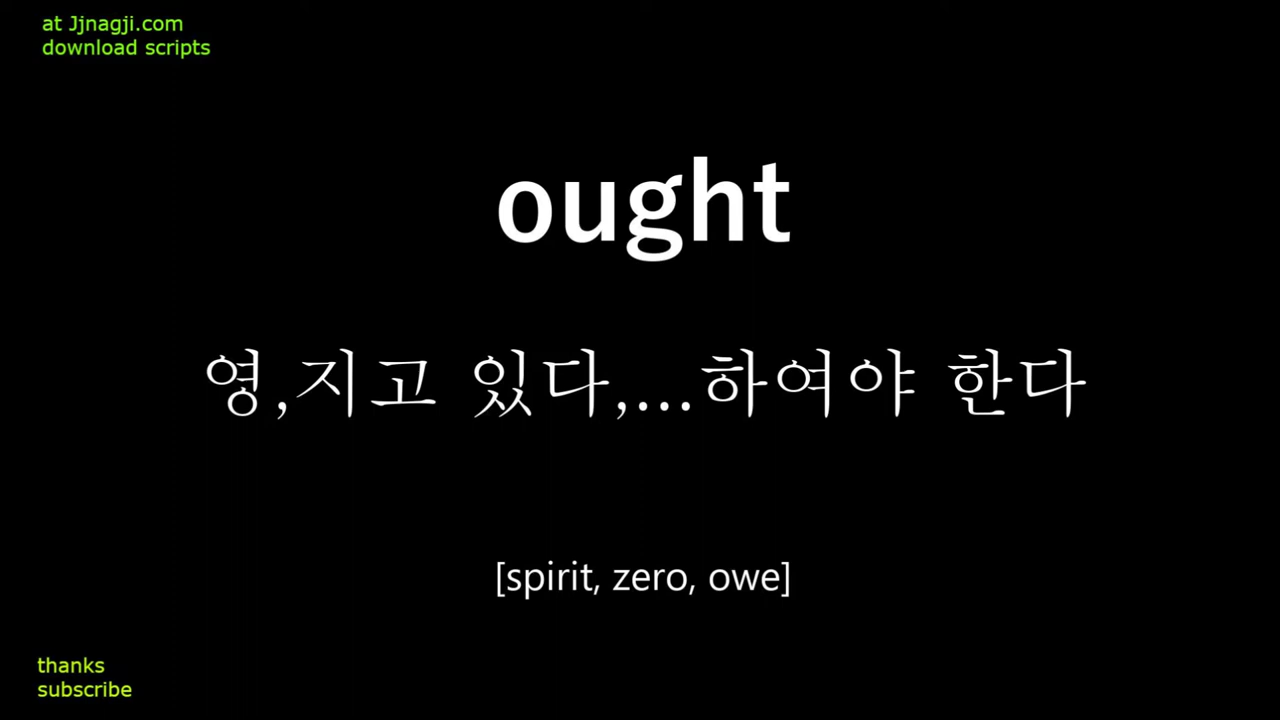 at Jjnagji.com
download scripts
ought
영,지고 있다,...하여야 한다
[spirit, zero, owe]
thanks
subscribe